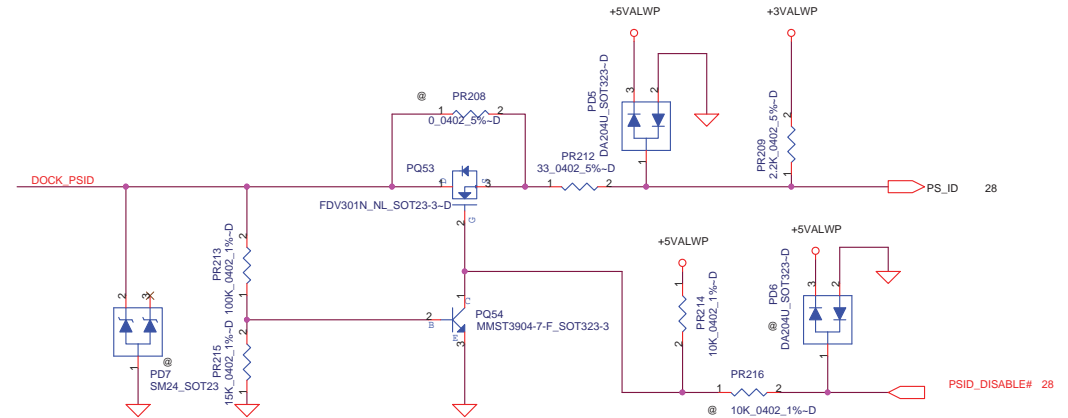 +5VALWP
+3VALWP
@
PR208
1
2
0_0402_5%~D
PD5
DA204U_SOT323~D
3
2
1
PR209
2.2K_0402_5%~D
2
1
PQ53
PR212
33_0402_5%~D
1
2
DOCK_PSID
1
D
S
3
G
2
FDV301N_NL_SOT23-3~D
PS_ID
28
PR213
100K_0402_1%~D
2
1
+5VALWP
+5VALWP
PR214
10K_0402_1%~D
1
2
PD6
@
DA204U_SOT323~D
3
2
1
2
3
PD7
SM24_SOT23
@
1
PR215
15K_0402_1%~D
2
1
2
B
1
C
E
3
PQ54
MMST3904-7-F_SOT323-3
PR216
1
2
@
10K_0402_1%~D
PSID_DISABLE#
28